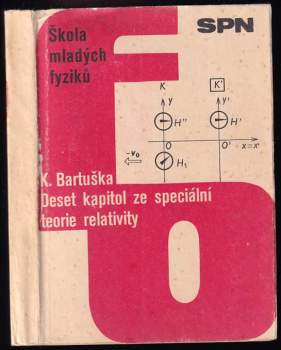 Škola
mladých
fyziků
SPN
K
K'
y
y'
H''
H'
O
O'
x≡x'
-v₀
H₁
K. Bartuška
Deset kapitol ze speciální
teorie relativity